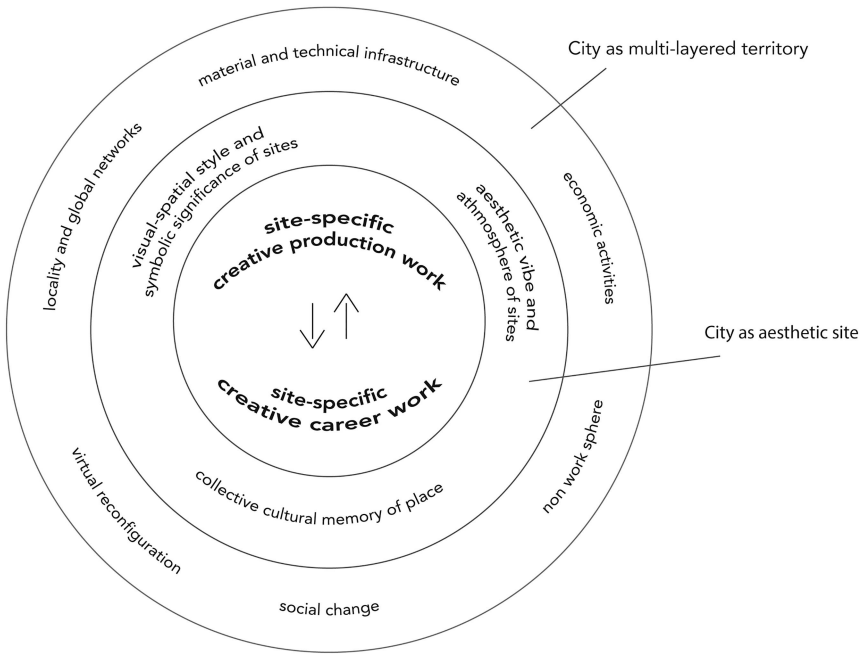 City as multi-layered territory
material and technical infrastructure
locality and global networks
economic activities
visual-spatial style and
symbolic significance of sites
aesthetic vibe and
athmosphere of sites
site-specific
creative production work
City as aesthetic site
site-specific
creative career work
collective cultural memory of place
non work sphere
virtual reconfiguration
social change